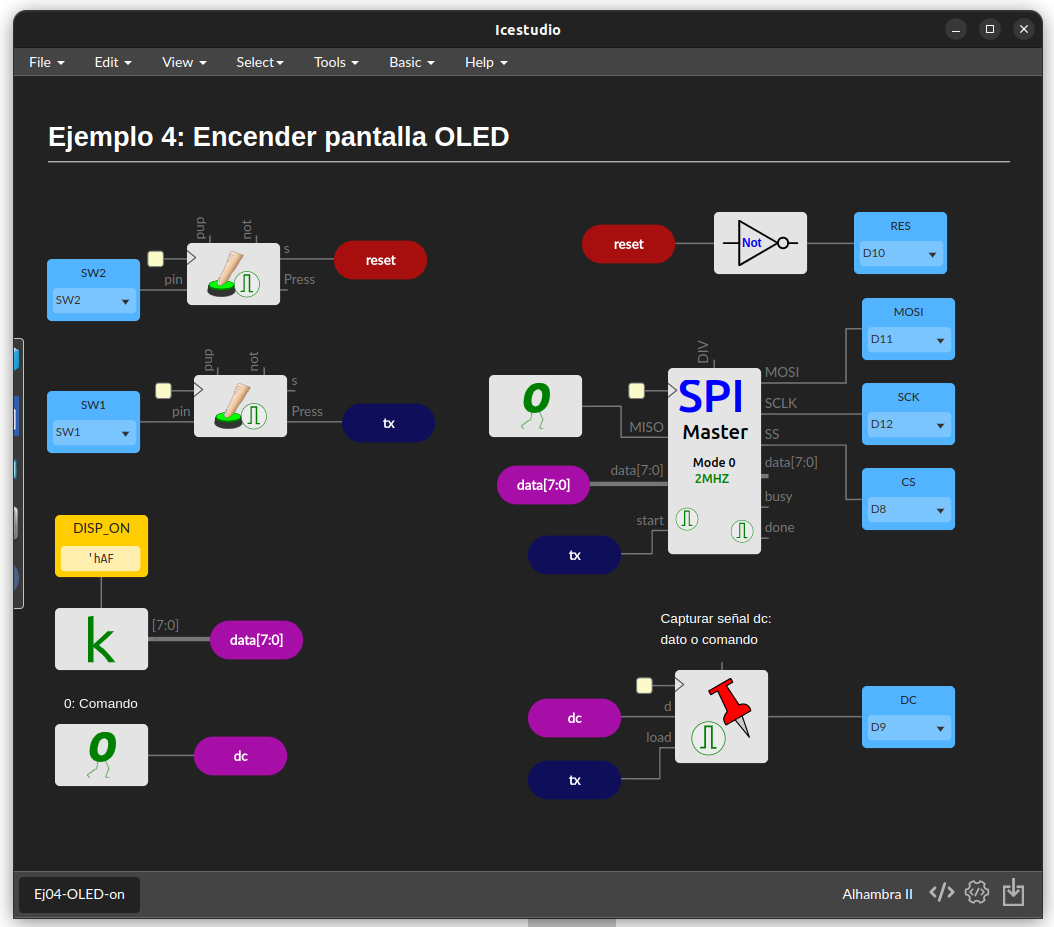 Icestudio
File Edit View Select Tools Basic Help
Ejemplo 4: Encender pantalla OLED
pup not
SW2
SW2
pin
s
Press
reset
reset
Not
RES
D10
pup not
SW1
SW1
pin
s
Press
tx
DISP_ON
'hAF
k
[7:0]
data[7:0]
0: Comando
0
dc
0
MISO
data[7:0]
data[7:0]
start
tx
DIV
SPI
Master
Mode 0
2MHZ
MOSI
SCLK
SS
data[7:0]
busy
done
MOSI
D11
SCK
D12
CS
D8
Capturar señal dc:
dato o comando
dc
d
load
tx
DC
D9
Ej04-OLED-on
Alhambra II